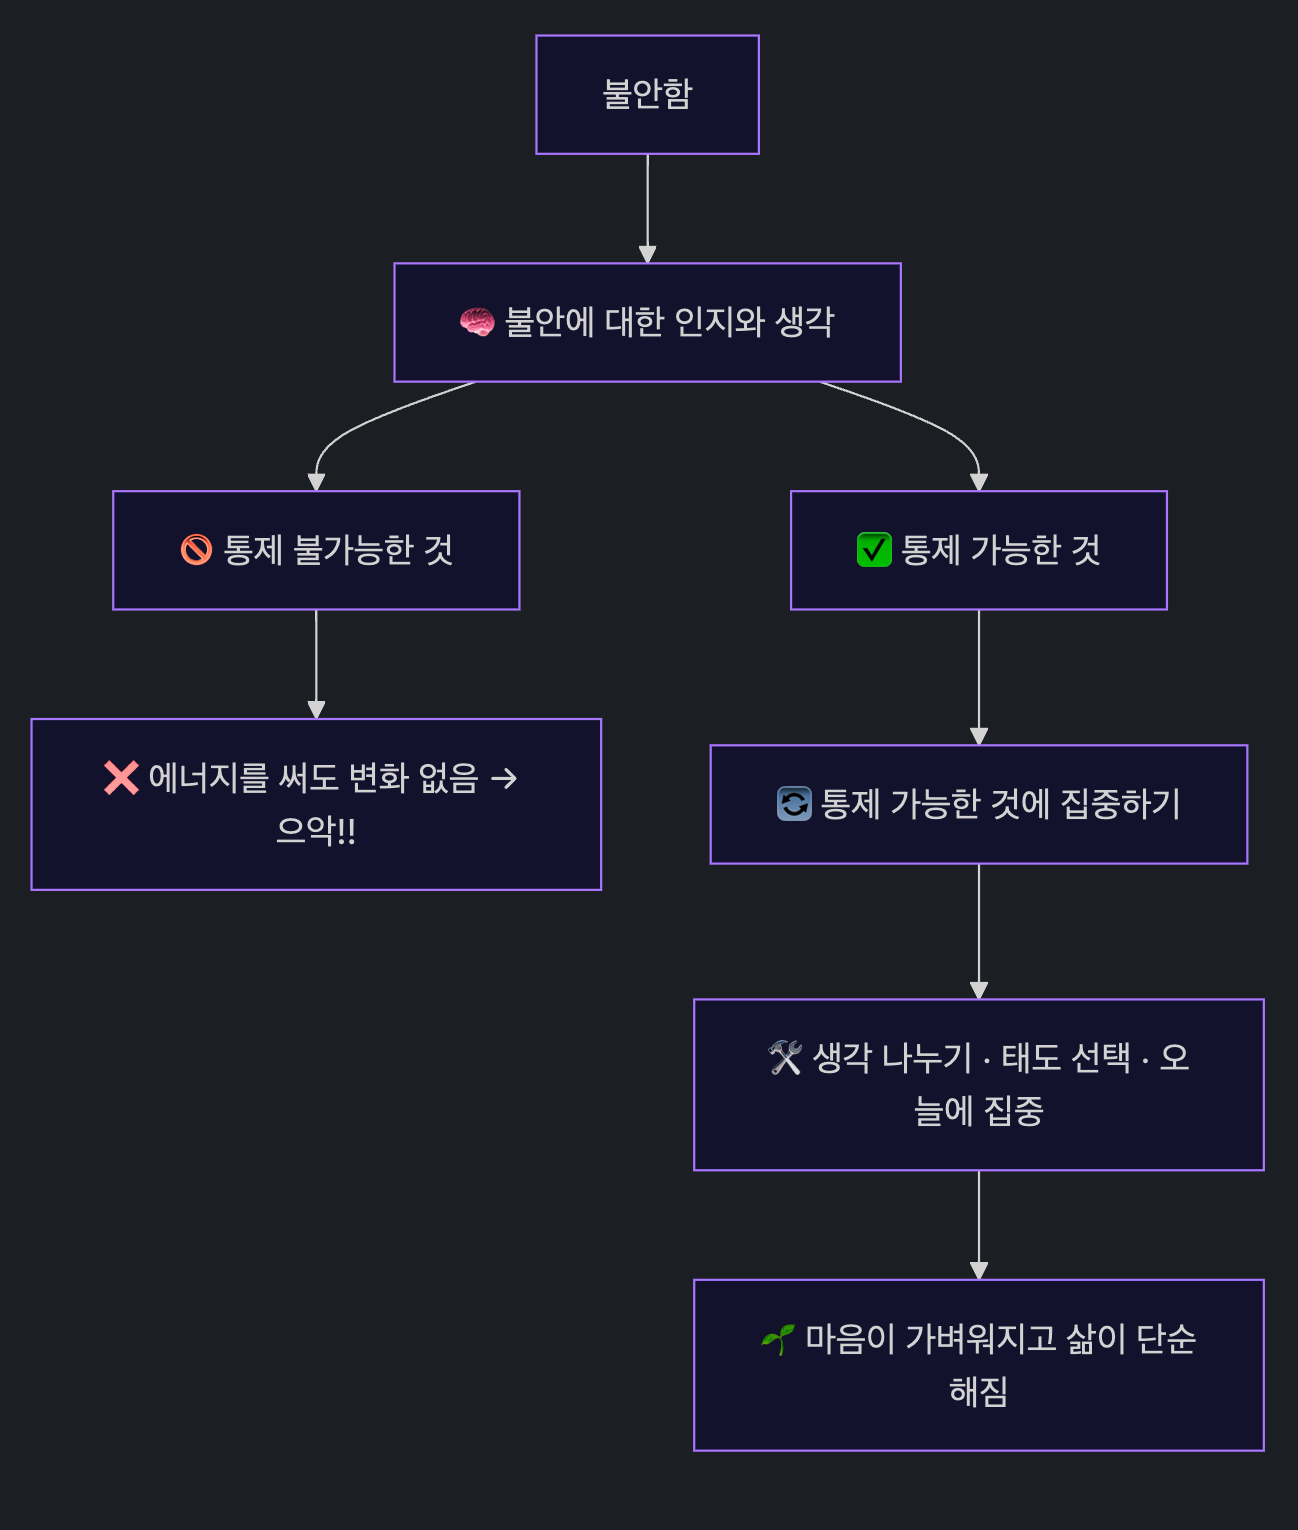 불안함
🧠 불안에 대한 인지와 생각
🚫 통제 불가능한 것
✅ 통제 가능한 것
❌ 에너지를 써도 변화 없음 →
으악!!
🔄 통제 가능한 것에 집중하기
🛠️ 생각 나누기 · 태도 선택 · 오
늘에 집중
🌱 마음이 가벼워지고 삶이 단순
해짐